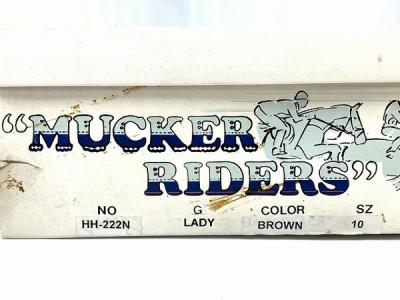 “MUCKER
RIDERS”
NO G COLOR SZ
HH-222N LADY BROWN 10